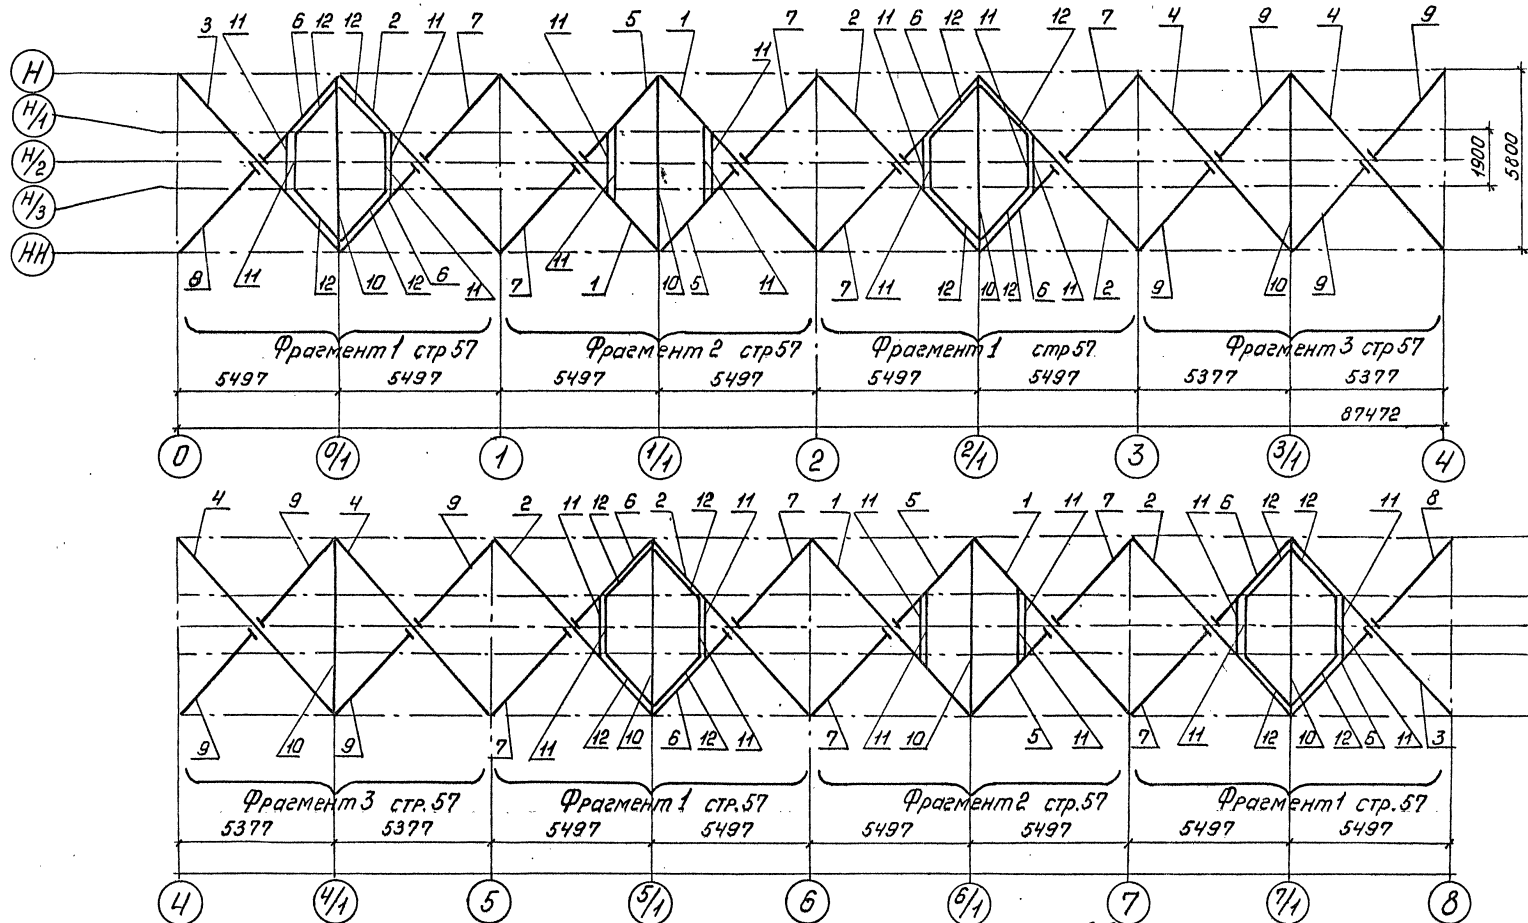 3 11 6 12 12 2 11 7 11 5 1 7 2 11 6 12 11 12 7 4 9 4 9
11
Н
Н/1
Н/2
Н/3
НН
1900
5800
8 11 12 10 12 6 11 7 11 1 10 5 11 7 11 12 10 12 6 11 2 9 10 9
Фрагмент 1 стр 57 Фрагмент 2 стр 57 Фрагмент 1 стр 57. Фрагмент 3 стр 57
5497 5497 5497 5497 5497 5497 5377 5377
87472
0 0/1 1 1/1 2 2/1 3 3/1 4
4 9 4 9 2 11 12 6 2 12 11 7 1 11 5 1 11 7 2 11 6 12 12 11 8
9 10 9 7 11 12 10 6 12 11 7 11 10 5 11 7 11 12 10 12 6 11 3
Фрагмент 3 стр. 57 Фрагмент 1 стр. 57 Фрагмент 2 стр. 57 Фрагмент 1 стр. 57
5377 5377 5497 5497 5497 5497 5497 5497
4 4/1 5 5/1 6 6/1 7 7/1 8